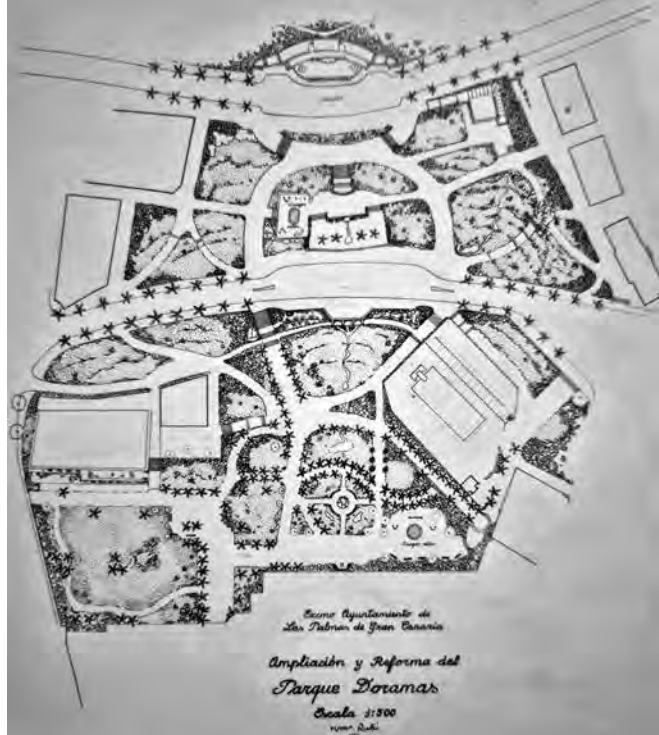 Excmo Ayuntamiento de
Las Palmas de Gran Canaria
Ampliación y Reforma del
Parque Doramas
Escala 1:500